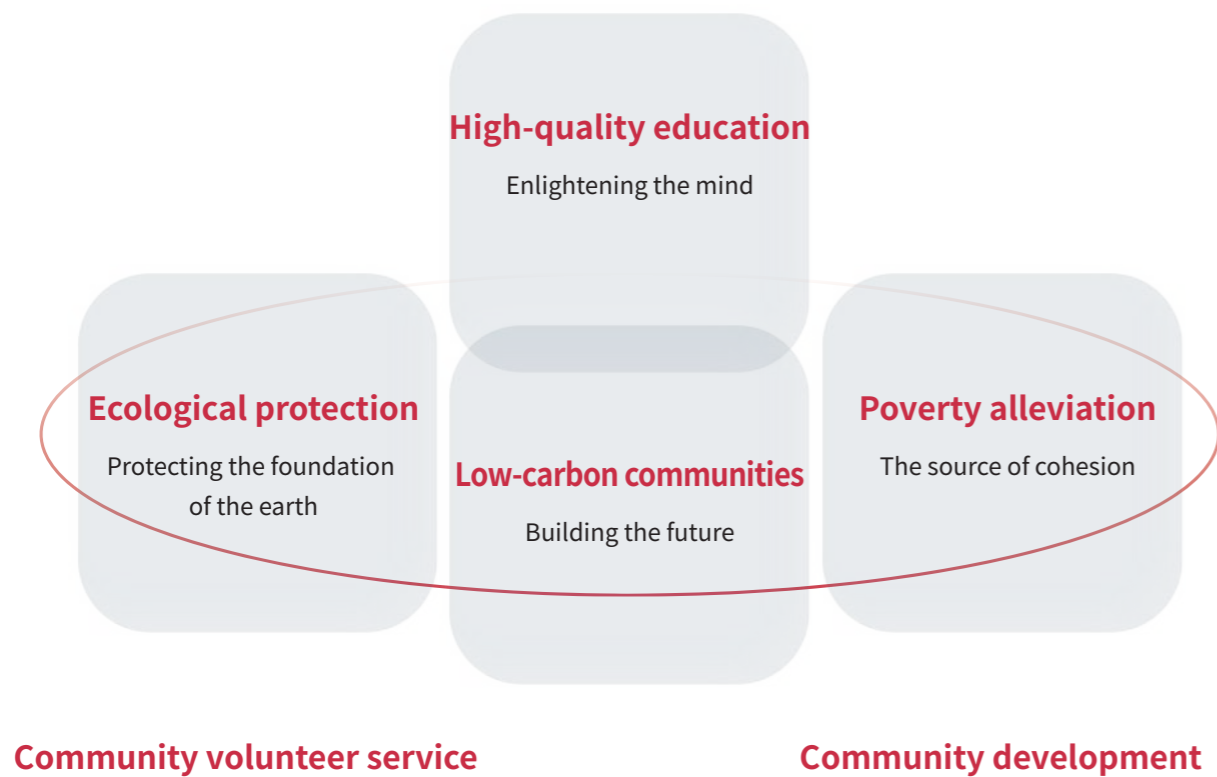 High-quality education
Enlightening the mind
Ecological protection
Protecting the foundation
of the earth
Low-carbon communities
Building the future
Poverty alleviation
The source of cohesion
Community volunteer service
Community development